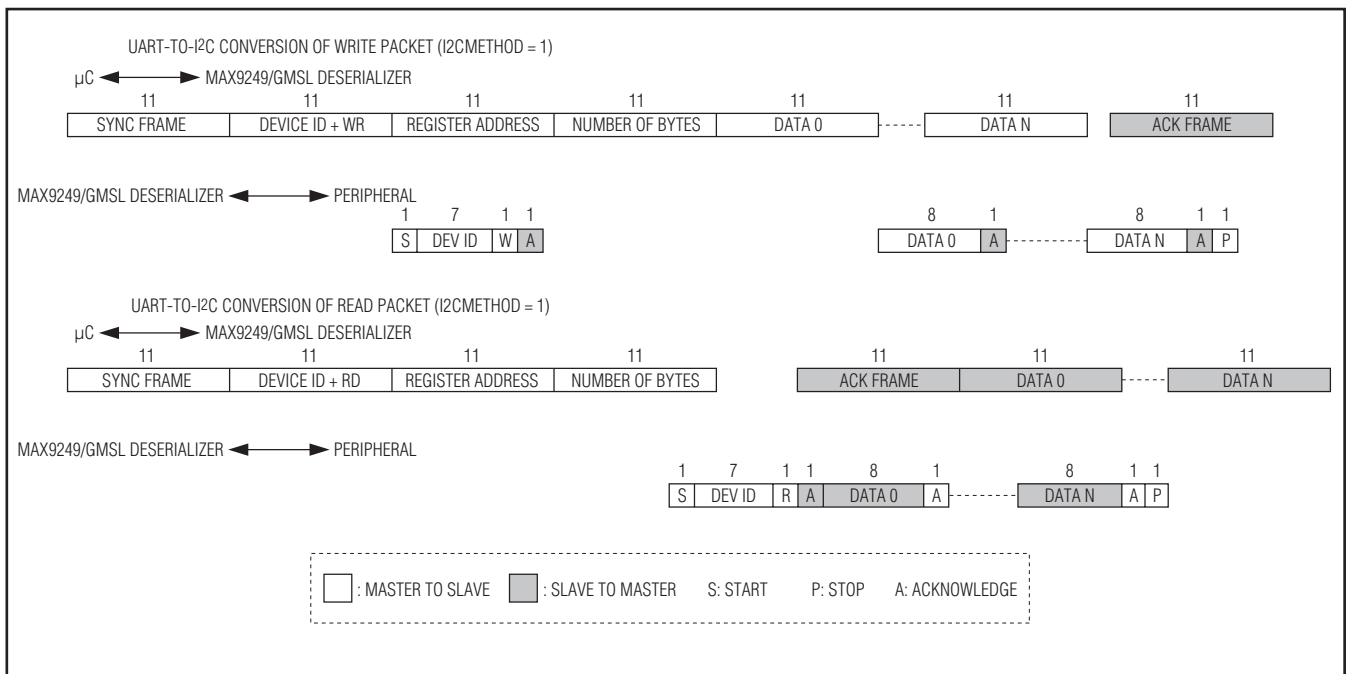 UART-TO-I2C CONVERSION OF WRITE PACKET (I2CMETHOD = 1)
µC MAX9249/GMSL DESERIALIZER
11 11 11 11 11 11 11
SYNC FRAME DEVICE ID + WR REGISTER ADDRESS NUMBER OF BYTES DATA 0 DATA N ACK FRAME
MAX9249/GMSL DESERIALIZER PERIPHERAL
1 7 1 1 8 1 8 1 1
S DEV ID W A DATA 0 A DATA N A P
UART-TO-I2C CONVERSION OF READ PACKET (I2CMETHOD = 1)
µC MAX9249/GMSL DESERIALIZER
11 11 11 11 11 11 11
SYNC FRAME DEVICE ID + RD REGISTER ADDRESS NUMBER OF BYTES ACK FRAME DATA 0 DATA N
MAX9249/GMSL DESERIALIZER PERIPHERAL
1 7 1 1 8 1 8 1 1
S DEV ID R A DATA 0 A DATA N A P
: MASTER TO SLAVE : SLAVE TO MASTER S: START P: STOP A: ACKNOWLEDGE